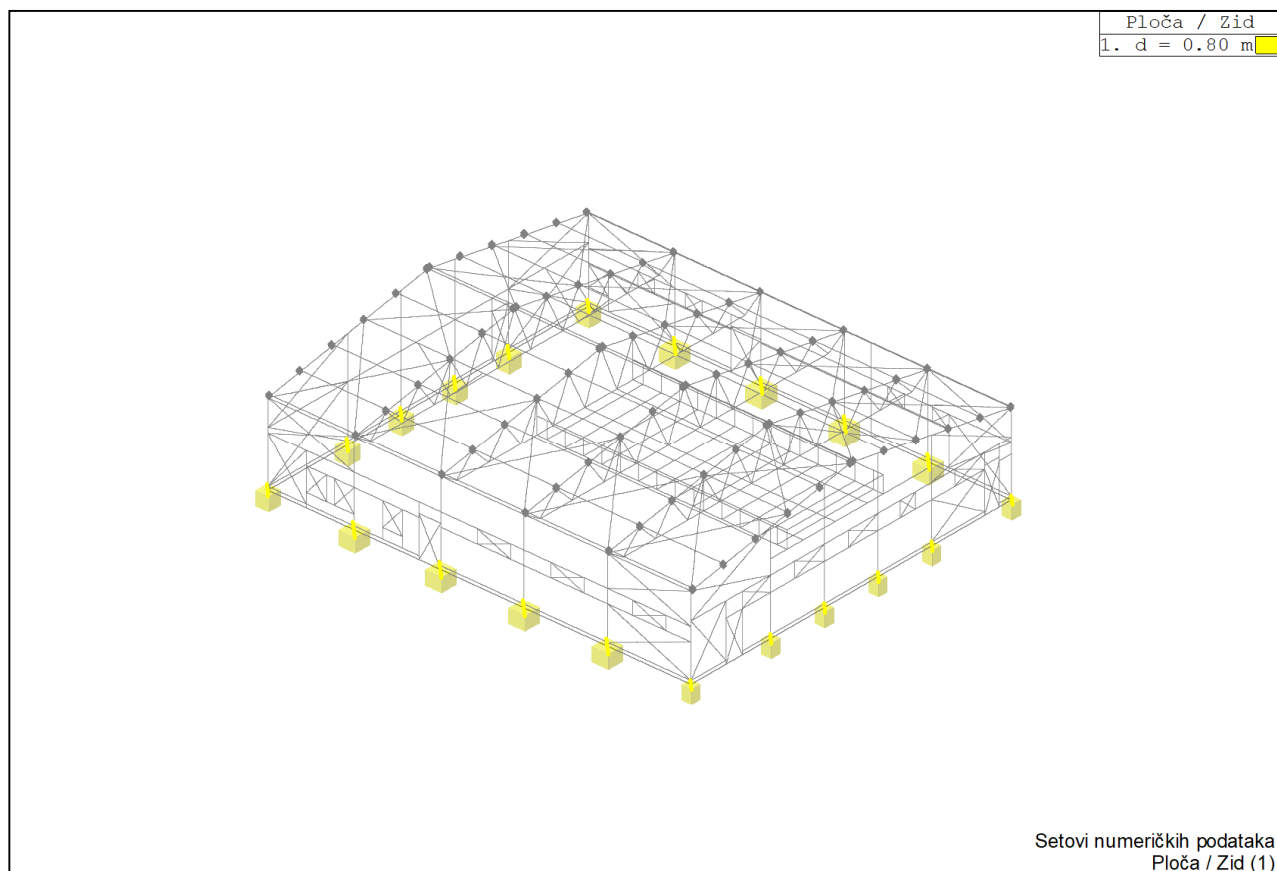 Ploča / Zid
1. d = 0.80 m
Setovi numeričkih podataka
Ploča / Zid (1)